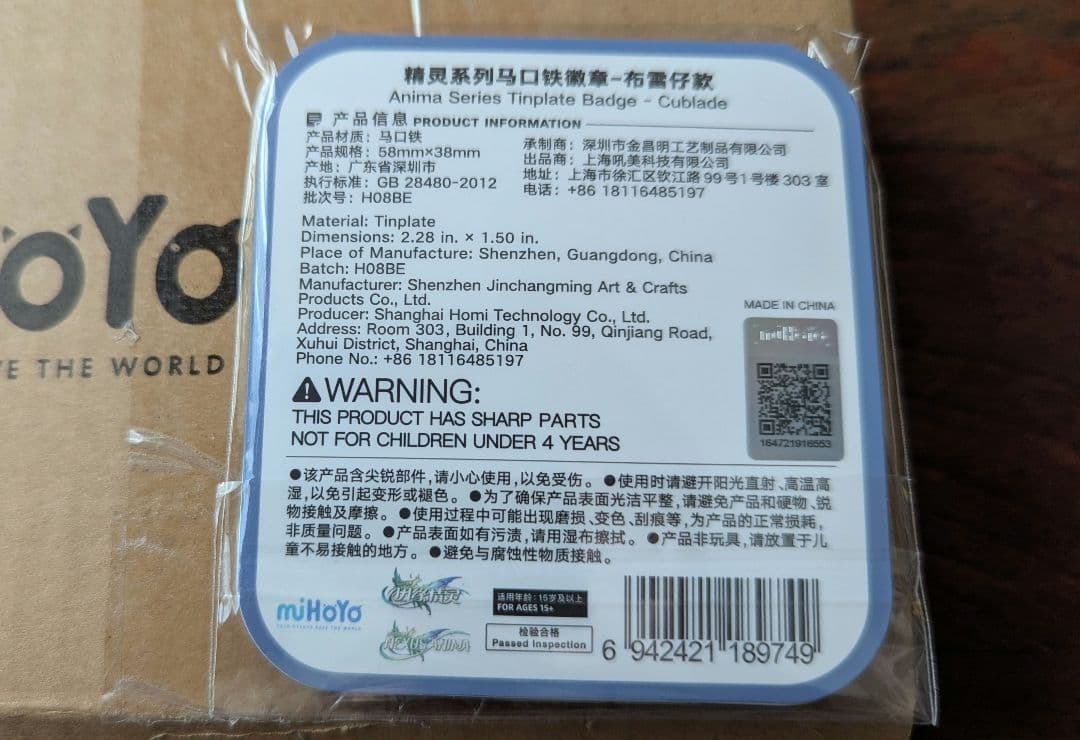 精灵系列马口铁徽章-布雷仔款
Anima Series Tinplate Badge - Cublade
产品信息 PRODUCT INFORMATION
产品材质: 马口铁
产品规格: 58mm×38mm
产地: 广东省深圳市
执行标准: GB 28480-2012
批次号: H08BE
承制商: 深圳市金昌明工艺制品有限公司
出品商: 上海吼美科技有限公司
地址: 上海市徐汇区钦江路99号1号楼303室
电话: +86 18116485197
Material: Tinplate
Dimensions: 2.28 in. × 1.50 in.
Place of Manufacture: Shenzhen, Guangdong, China
Batch: H08BE
Manufacturer: Shenzhen Jinchangming Art & Crafts
Products Co., Ltd.
Producer: Shanghai Homi Technology Co., Ltd.
Address: Room 303, Building 1, No. 99, Qinjiang Road,
Xuhui District, Shanghai, China
Phone No.: +86 18116485197
MADE IN CHINA
miHoYo
164721916553
WARNING:
THIS PRODUCT HAS SHARP PARTS
NOT FOR CHILDREN UNDER 4 YEARS
●该产品含尖锐部件,请小心使用,以免受伤。●使用时请避开阳光直射、高温高
湿,以免引起变形或褪色。●为了确保产品表面光洁平整,请避免产品和硬物、锐
物接触及摩擦。●使用过程中可能出现磨损、变色、刮痕等,为产品的正常损耗,
非质量问题。●产品表面如有污渍,请用湿布擦拭。●产品非玩具,请放置于儿
童不易接触的地方。●避免与腐蚀性物质接触。
miHoYo
TECH OTAKUS SAVE THE WORLD
精灵
NEXUS ANIMA
适用年龄: 15岁及以上
FOR AGES 15+
检验合格
Passed Inspection
6 942421 189749
oYo
VE THE WORLD